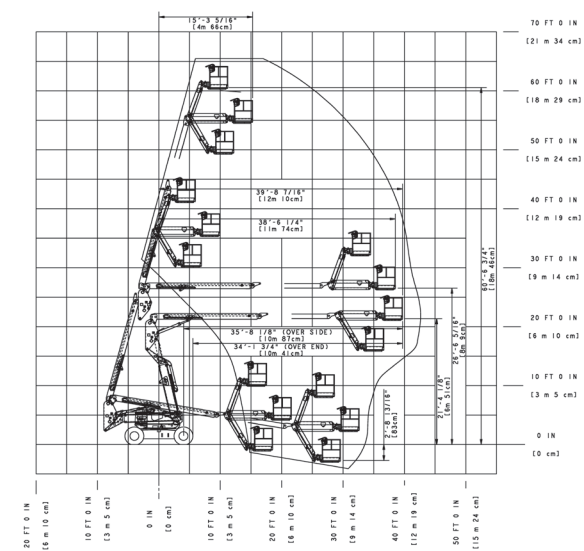 15'-3 5/16"
[4m 66cm]
70 FT 0 IN
[21 m 34 cm]
60 FT 0 IN
[18 m 29 cm]
50 FT 0 IN
[15 m 24 cm]
39'-8 7/16"
[12m 10cm]
40 FT 0 IN
[12 m 19 cm]
38'-6 1/4"
[11m 74cm]
60'-6 3/4"
[18m 46cm]
30 FT 0 IN
[9 m 14 cm]
20 FT 0 IN
[6 m 10 cm]
35'-8 1/8" (OVER SIDE)
[10m 87cm]
34'-1 3/4" (OVER END)
[10m 41cm]
26'-6 5/16"
[8m 9cm]
21'-4 1/8"
[6m 51cm]
10 FT 0 IN
[3 m 5 cm]
2'-8 13/16"
[83cm]
0 IN
[0 cm]
20 FT 0 IN
[6 m 10 cm]
10 FT 0 IN
[3 m 5 cm]
0 IN
[0 cm]
10 FT 0 IN
[3 m 5 cm]
20 FT 0 IN
[6 m 10 cm]
30 FT 0 IN
[9 m 14 cm]
40 FT 0 IN
[12 m 19 cm]
50 FT 0 IN
[15 m 24 cm]